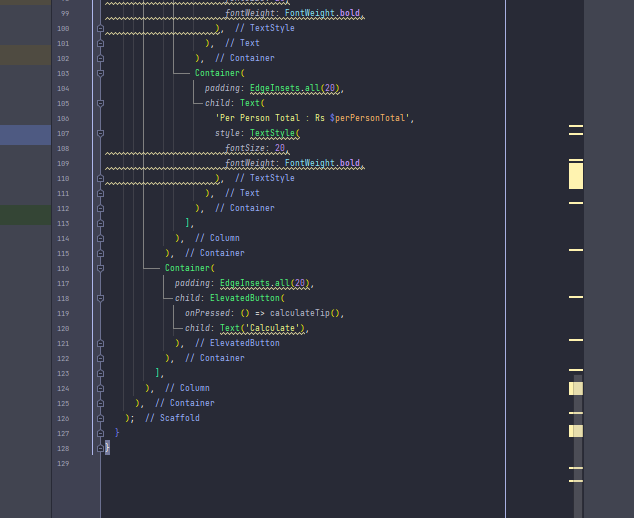 99 fontWeight: FontWeight.bold,
100 ), // TextStyle
101 ), // Text
102 ), // Container
103 Container(
104 padding: EdgeInsets.all(20),
105 child: Text(
106 'Per Person Total : Rs $perPersonTotal',
107 style: TextStyle(
108 fontSize: 20,
109 fontWeight: FontWeight.bold,
110 ), // TextStyle
111 ), // Text
112 ), // Container
113 ],
114 ), // Column
115 ), // Container
116 Container(
117 padding: EdgeInsets.all(20),
118 child: ElevatedButton(
119 onPressed: () => calculateTip(),
120 child: Text('Calculate'),
121 ), // ElevatedButton
122 ), // Container
123 ],
124 ), // Column
125 ), // Container
126 ); // Scaffold
127 }
128 }
129